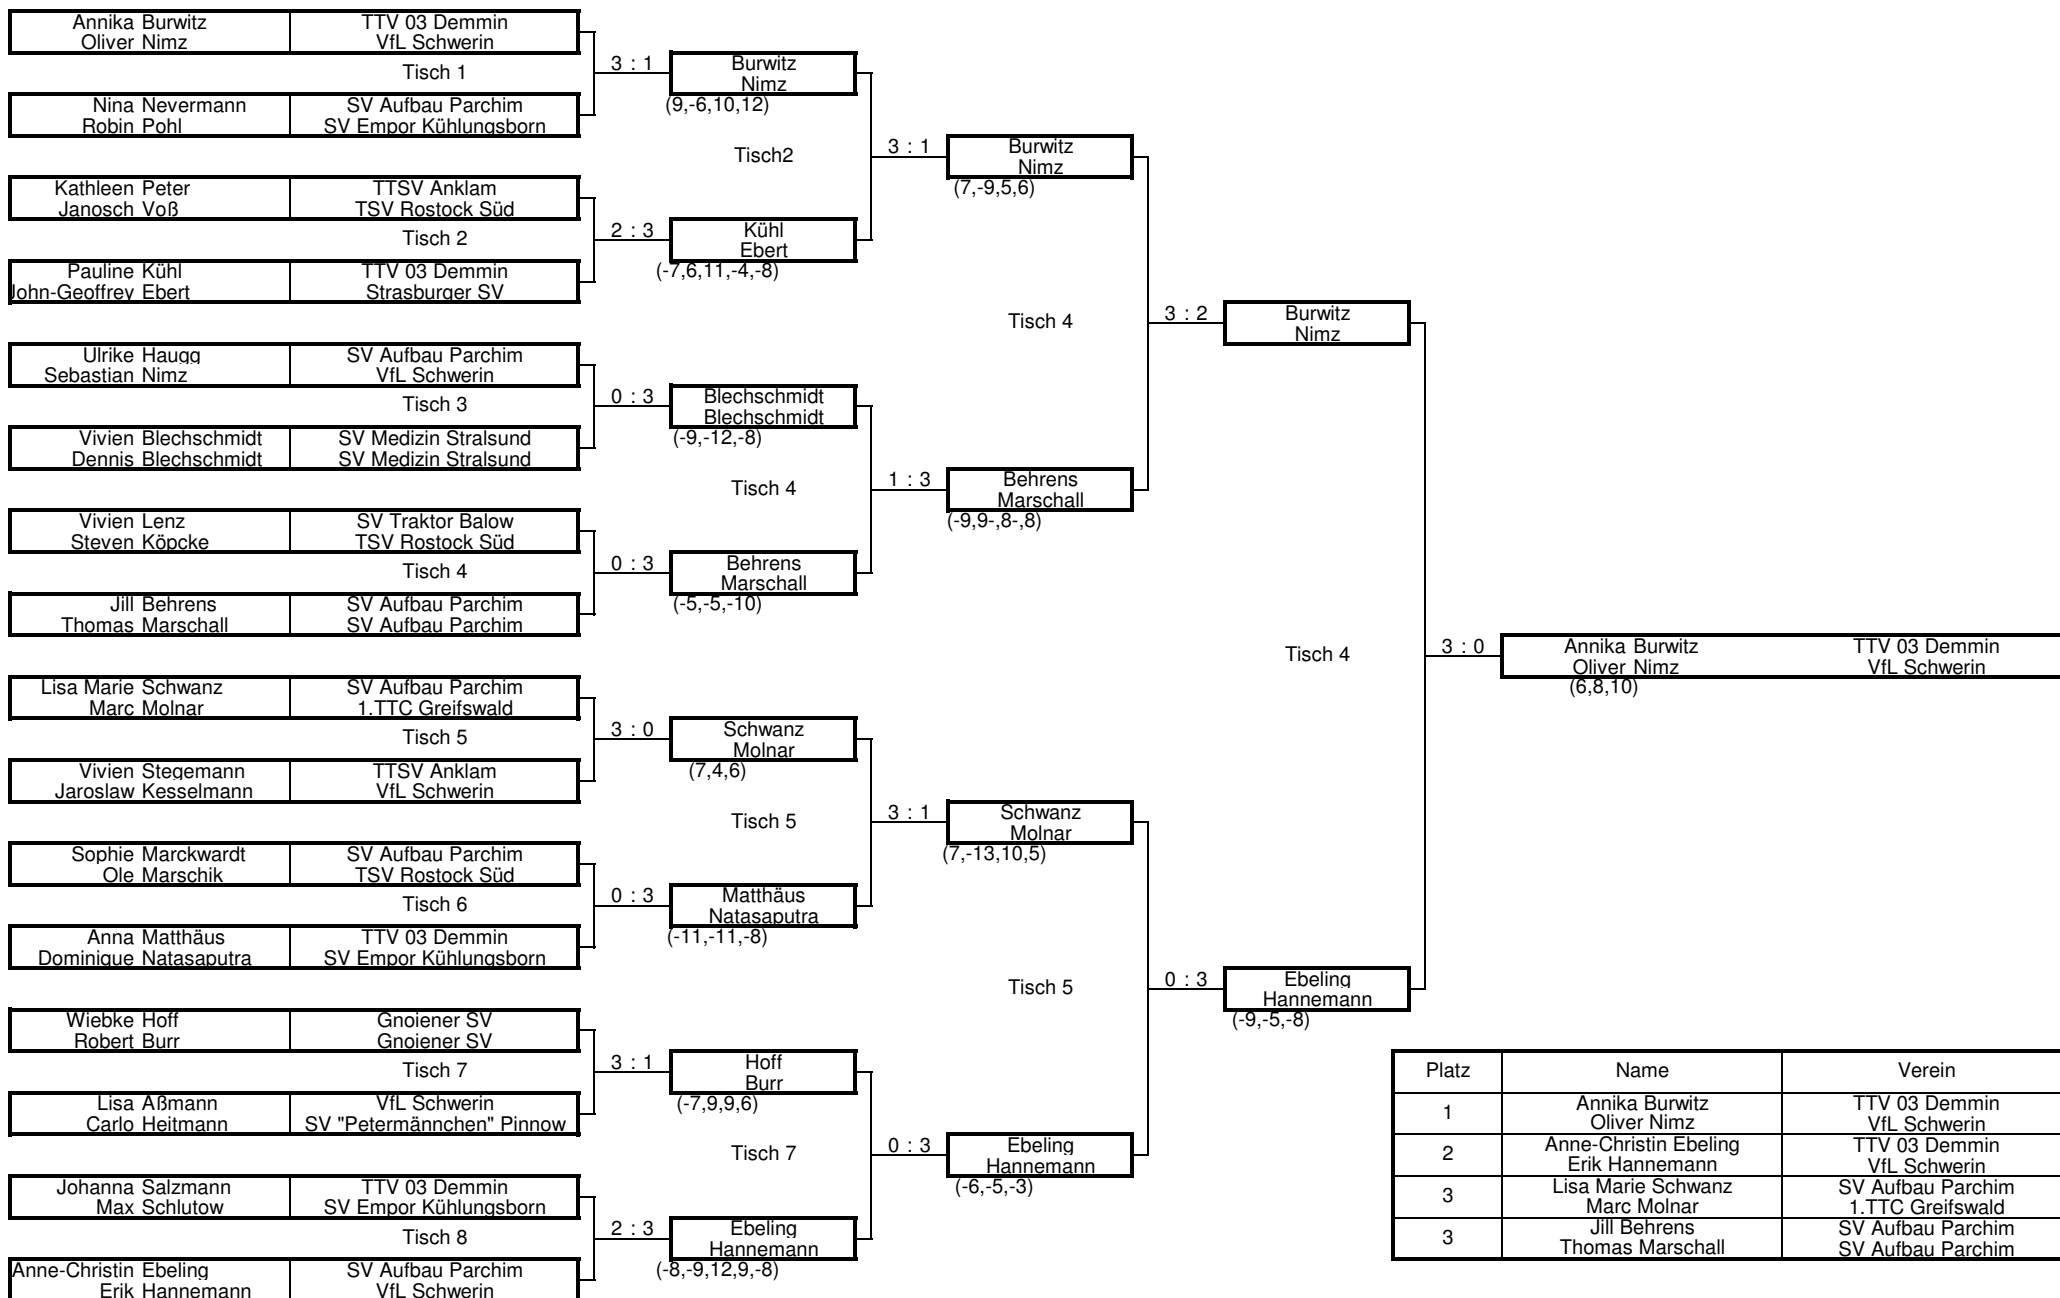 Annika Burwitz TTV 03 Demmin
Oliver Nimz VfL Schwerin
Tisch 1
Nina Nevermann SV Aufbau Parchim
Robin Pohl SV Empor Kühlungsborn
Kathleen Peter TTSV Anklam
Janosch Voß TSV Rostock Süd
Tisch 2
Pauline Kühl TTV 03 Demmin
John-Geoffrey Ebert Strasburger SV
Ulrike Haugg SV Aufbau Parchim
Sebastian Nimz VfL Schwerin
Tisch 3
Vivien Blechschmidt SV Medizin Stralsund
Dennis Blechschmidt SV Medizin Stralsund
Vivien Lenz SV Traktor Balow
Steven Köpcke TSV Rostock Süd
Tisch 4
Jill Behrens SV Aufbau Parchim
Thomas Marschall SV Aufbau Parchim
Lisa Marie Schwanz SV Aufbau Parchim
Marc Molnar 1.TTC Greifswald
Tisch 5
Vivien Stegemann TTSV Anklam
Jaroslaw Kesselmann VfL Schwerin
Sophie Marckwardt SV Aufbau Parchim
Ole Marschik TSV Rostock Süd
Tisch 6
Anna Matthäus TTV 03 Demmin
Dominique Natasaputra SV Empor Kühlungsborn
Wiebke Hoff Gnoiener SV
Robert Burr Gnoiener SV
Tisch 7
Lisa Aßmann VfL Schwerin
Carlo Heitmann SV "Petermännchen" Pinnow
Johanna Salzmann TTV 03 Demmin
Max Schlutow SV Empor Kühlungsborn
Tisch 8
Anne-Christin Ebeling SV Aufbau Parchim
Erik Hannemann VfL Schwerin
3 : 1
Burwitz
Nimz
(9,-6,10,12)
Tisch2
2 : 3
Kühl
Ebert
(-7,6,11,-4,-8)
0 : 3
Blechschmidt
Blechschmidt
(-9,-12,-8)
Tisch 4
0 : 3
Behrens
Marschall
(-5,-5,-10)
3 : 0
Schwanz
Molnar
(7,4,6)
Tisch 5
0 : 3
Matthäus
Natasaputra
(-11,-11,-8)
3 : 1
Hoff
Burr
(-7,9,9,6)
Tisch 7
2 : 3
Ebeling
Hannemann
(-8,-9,12,9,-8)
3 : 1
Burwitz
Nimz
(7,-9,5,6)
Tisch 4
1 : 3
Behrens
Marschall
(-9,9-,8-,8)
3 : 1
Schwanz
Molnar
(7,-13,10,5)
Tisch 5
0 : 3
Ebeling
Hannemann
(-6,-5,-3)
3 : 2
Burwitz
Nimz
Tisch 4
0 : 3
Ebeling
Hannemann
(-9,-5,-8)
3 : 0
Annika Burwitz TTV 03 Demmin
Oliver Nimz VfL Schwerin
(6,8,10)
Platz Name Verein
1 Annika Burwitz TTV 03 Demmin
Oliver Nimz VfL Schwerin
2 Anne-Christin Ebeling TTV 03 Demmin
Erik Hannemann VfL Schwerin
3 Lisa Marie Schwanz SV Aufbau Parchim
Marc Molnar 1.TTC Greifswald
3 Jill Behrens SV Aufbau Parchim
Thomas Marschall SV Aufbau Parchim